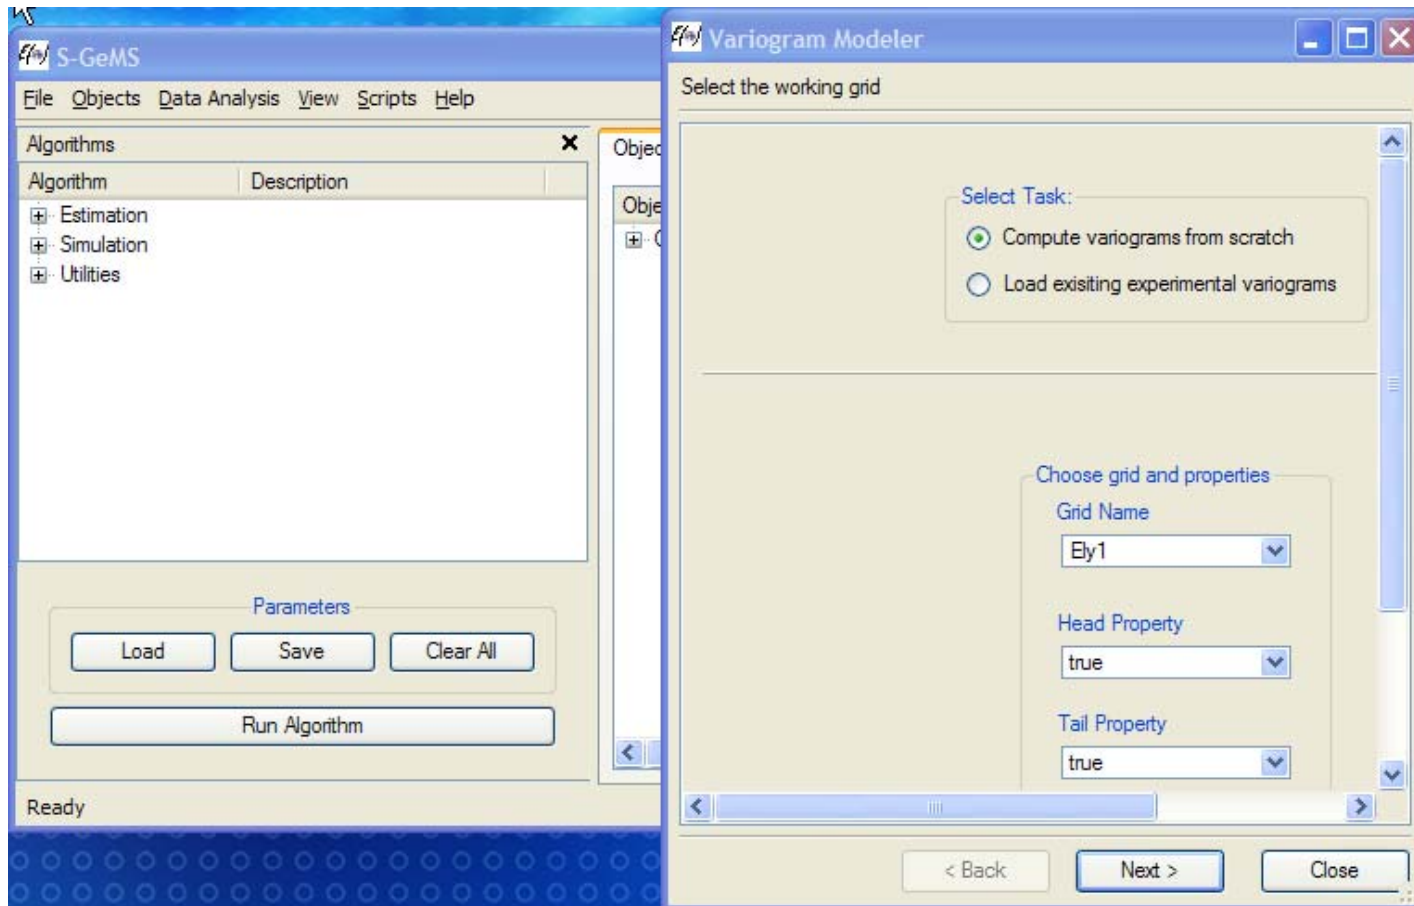 S-GeMS
File Objects Data Analysis View Scripts Help
Algorithms
Algorithm Description
Estimation
Simulation
Utilities
Parameters
Load Save Clear All
Run Algorithm
Ready
Variogram Modeler
Select the working grid
Select Task:
Compute variograms from scratch
Load exisiting experimental variograms
Choose grid and properties
Grid Name
Ely1
Head Property
true
Tail Property
true
< Back Next > Close